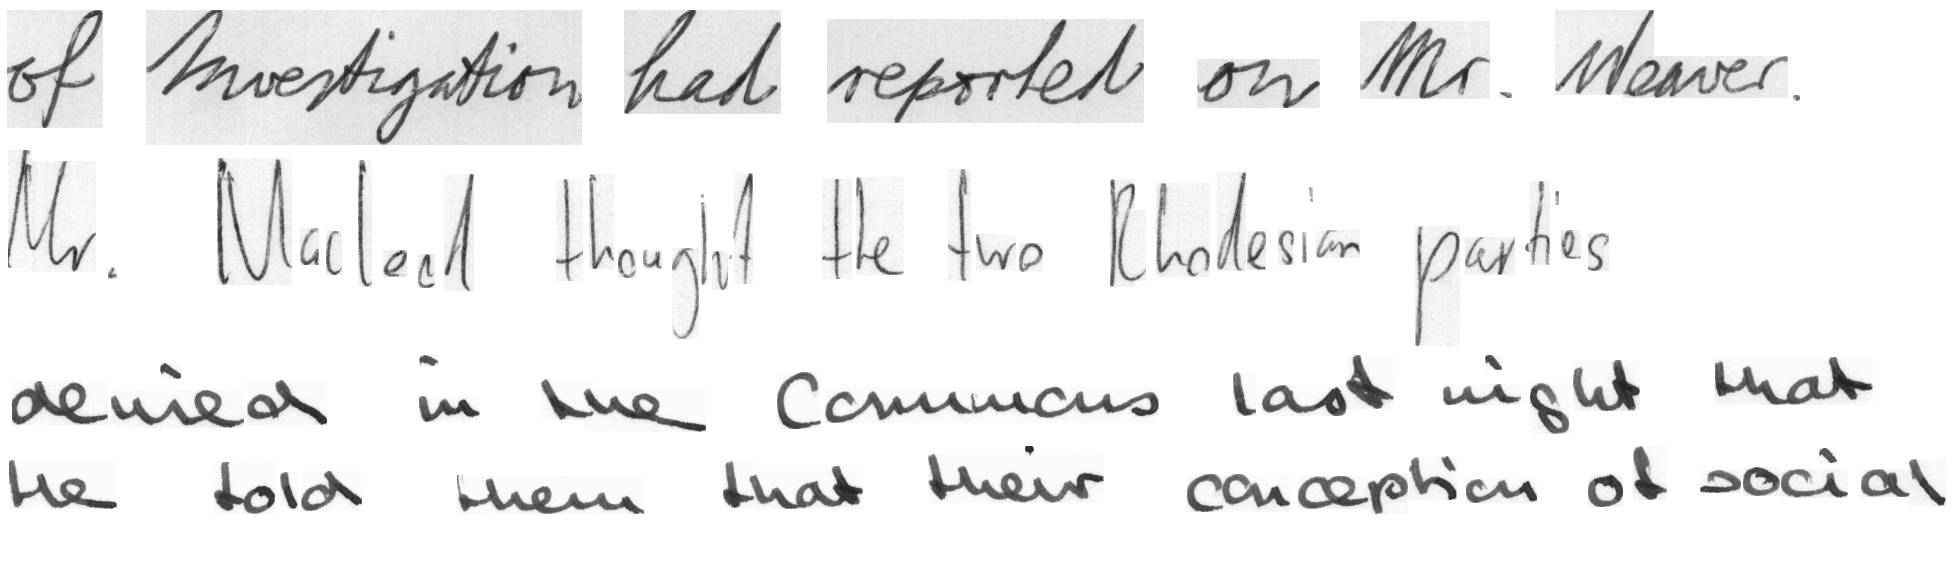 of Investigation had reported on Mr. Weaver.
Mr. Macleod thought the two Rhodesian parties
denied in the Commons last night that
He told them that their conception of social